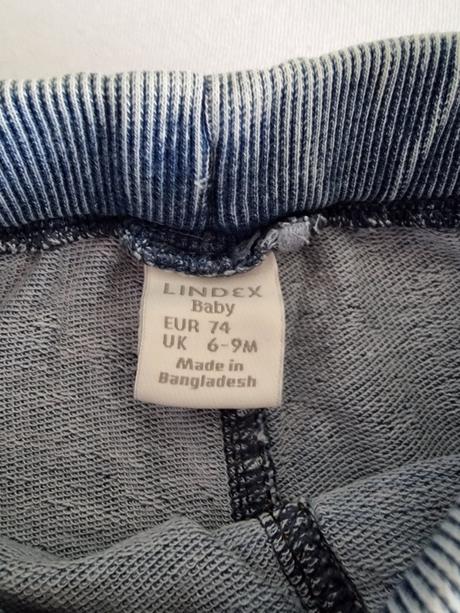 LINDEX
Baby
EUR 74
UK 6-9M
Made in
Bangladesh